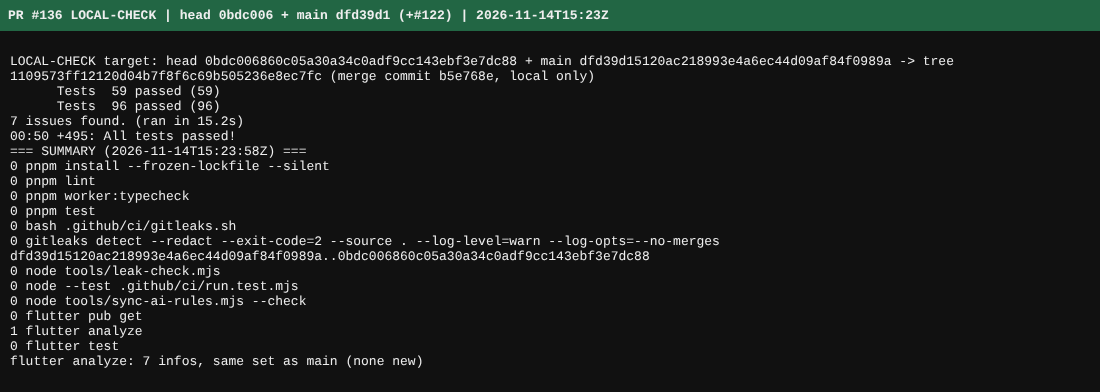 PR #136 LOCAL-CHECK | head 0bdc006 + main dfd39d1 (+#122) | 2026-11-14T15:23Z
LOCAL-CHECK target: head 0bdc006860c05a30a34c0adf9cc143ebf3e7dc88 + main dfd39d15120ac218993e4a6ec44d09af84f0989a -> tree
1109573ff12120d04b7f8f6c69b505236e8ec7fc (merge commit b5e768e, local only)
Tests  59 passed (59)
Tests  96 passed (96)
7 issues found. (ran in 15.2s)
00:50 +495: All tests passed!
=== SUMMARY (2026-11-14T15:23:58Z) ===
0 pnpm install --frozen-lockfile --silent
0 pnpm lint
0 pnpm worker:typecheck
0 pnpm test
0 bash .github/ci/gitleaks.sh
0 gitleaks detect --redact --exit-code=2 --source . --log-level=warn --log-opts=--no-merges
dfd39d15120ac218993e4a6ec44d09af84f0989a..0bdc006860c05a30a34c0adf9cc143ebf3e7dc88
0 node tools/leak-check.mjs
0 node --test .github/ci/run.test.mjs
0 node tools/sync-ai-rules.mjs --check
0 flutter pub get
1 flutter analyze
0 flutter test
flutter analyze: 7 infos, same set as main (none new)